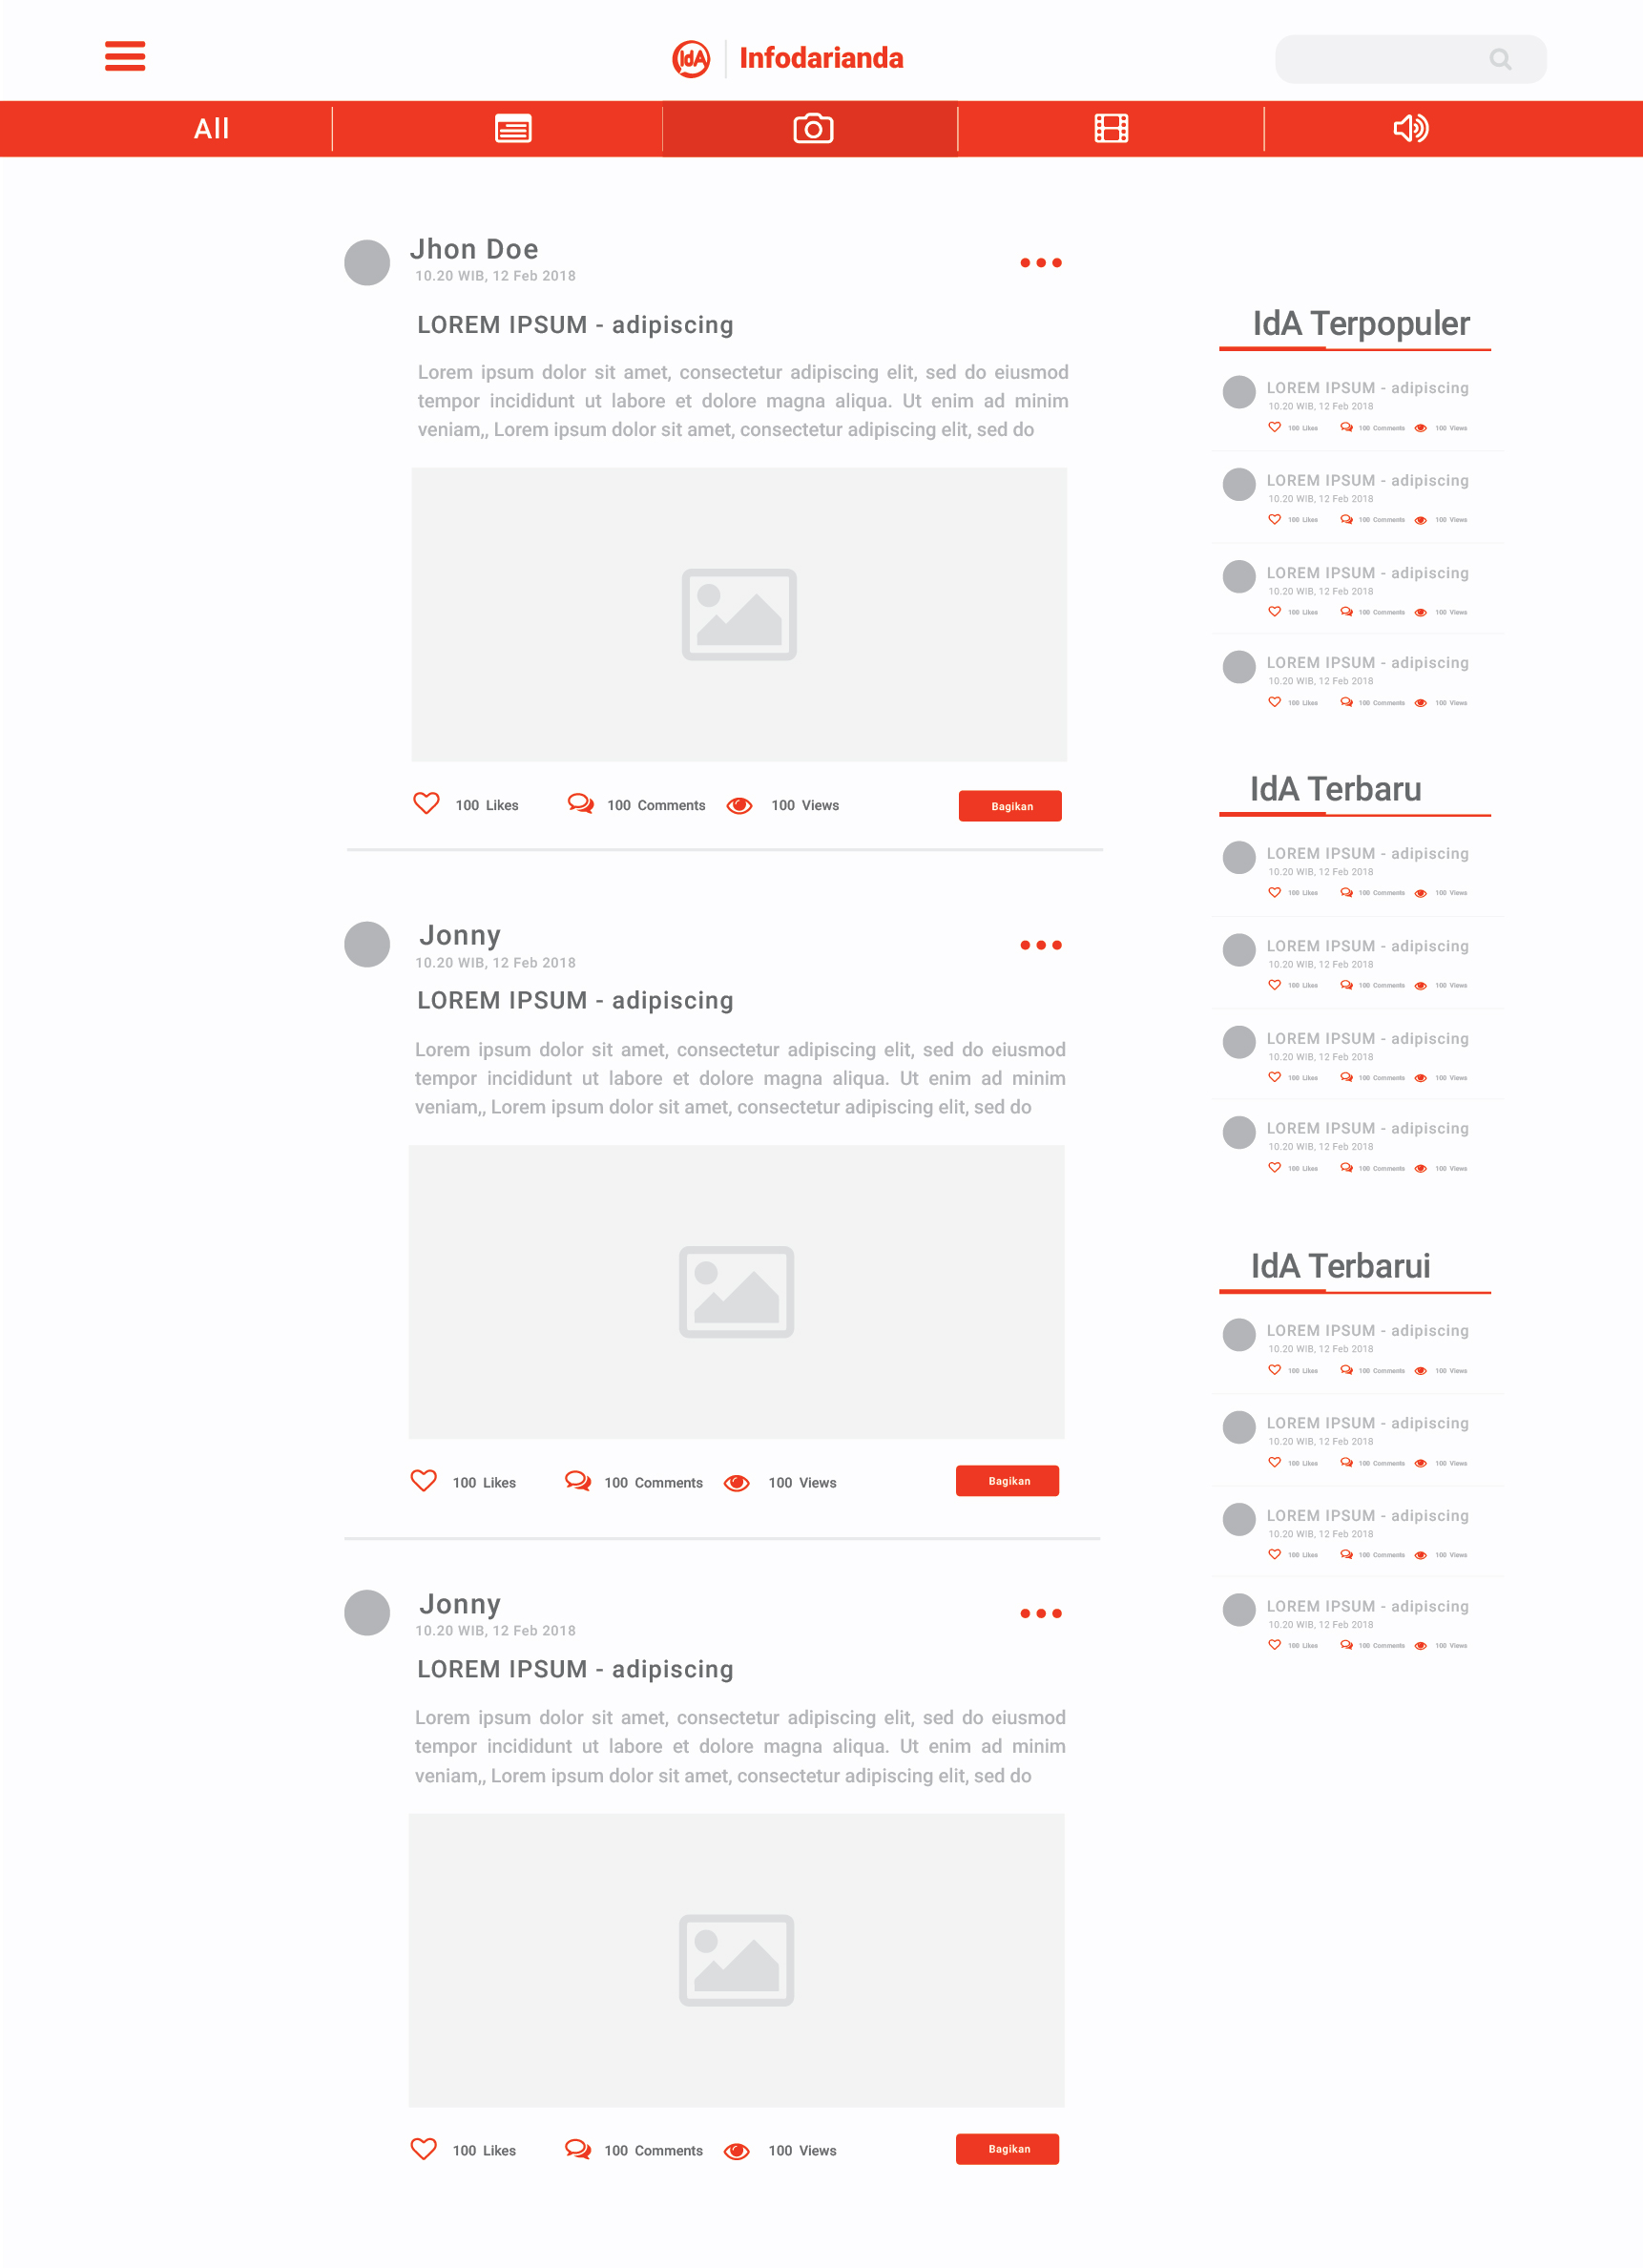 IdA
Infodarianda
All
Jhon Doe
10.20 WIB, 12 Feb 2018
LOREM IPSUM - adipiscing
Lorem ipsum dolor sit amet, consectetur adipiscing elit, sed do eiusmod
tempor incididunt ut labore et dolore magna aliqua. Ut enim ad minim
veniam,, Lorem ipsum dolor sit amet, consectetur adipiscing elit, sed do
100 Likes
100 Comments
100 Views
Bagikan
Jonny
10.20 WIB, 12 Feb 2018
LOREM IPSUM - adipiscing
Lorem ipsum dolor sit amet, consectetur adipiscing elit, sed do eiusmod
tempor incididunt ut labore et dolore magna aliqua. Ut enim ad minim
veniam,, Lorem ipsum dolor sit amet, consectetur adipiscing elit, sed do
100 Likes
100 Comments
100 Views
Bagikan
Jonny
10.20 WIB, 12 Feb 2018
LOREM IPSUM - adipiscing
Lorem ipsum dolor sit amet, consectetur adipiscing elit, sed do eiusmod
tempor incididunt ut labore et dolore magna aliqua. Ut enim ad minim
veniam,, Lorem ipsum dolor sit amet, consectetur adipiscing elit, sed do
100 Likes
100 Comments
100 Views
Bagikan
IdA Terpopuler
LOREM IPSUM - adipiscing
10.20 WIB, 12 Feb 2018
100 Likes 100 Comments 100 Views
LOREM IPSUM - adipiscing
10.20 WIB, 12 Feb 2018
100 Likes 100 Comments 100 Views
LOREM IPSUM - adipiscing
10.20 WIB, 12 Feb 2018
100 Likes 100 Comments 100 Views
LOREM IPSUM - adipiscing
10.20 WIB, 12 Feb 2018
100 Likes 100 Comments 100 Views
IdA Terbaru
LOREM IPSUM - adipiscing
10.20 WIB, 12 Feb 2018
100 Likes 100 Comments 100 Views
LOREM IPSUM - adipiscing
10.20 WIB, 12 Feb 2018
100 Likes 100 Comments 100 Views
LOREM IPSUM - adipiscing
10.20 WIB, 12 Feb 2018
100 Likes 100 Comments 100 Views
LOREM IPSUM - adipiscing
10.20 WIB, 12 Feb 2018
100 Likes 100 Comments 100 Views
IdA Terbarui
LOREM IPSUM - adipiscing
10.20 WIB, 12 Feb 2018
100 Likes 100 Comments 100 Views
LOREM IPSUM - adipiscing
10.20 WIB, 12 Feb 2018
100 Likes 100 Comments 100 Views
LOREM IPSUM - adipiscing
10.20 WIB, 12 Feb 2018
100 Likes 100 Comments 100 Views
LOREM IPSUM - adipiscing
10.20 WIB, 12 Feb 2018
100 Likes 100 Comments 100 Views